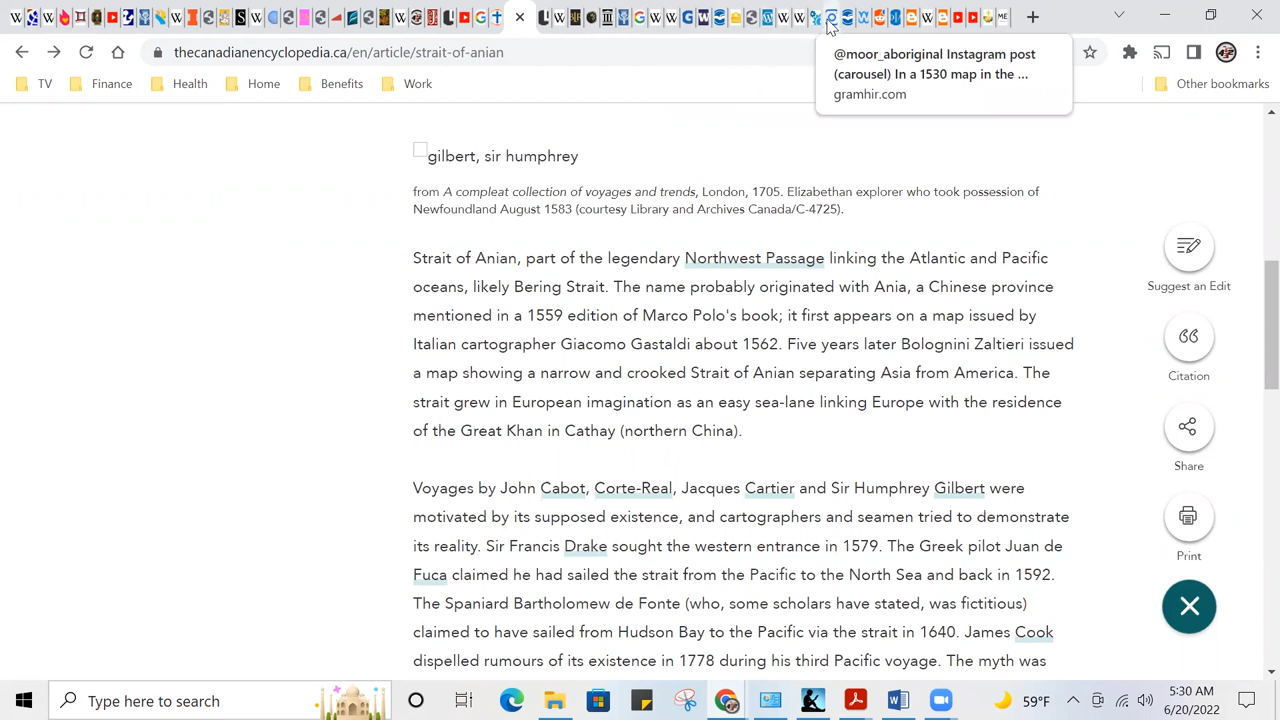 thecanadianencyclopedia.ca/en/article/strait-of-anian
@moor_aboriginal Instagram post
(carousel) In a 1530 map in the ...
gramhir.com
TV
Finance
Health
Home
Benefits
Work
Other bookmarks
gilbert, sir humphrey
from A compleat collection of voyages and trends, London, 1705. Elizabethan explorer who took possession of
Newfoundland August 1583 (courtesy Library and Archives Canada/C-4725).
Strait of Anian, part of the legendary Northwest Passage linking the Atlantic and Pacific
oceans, likely Bering Strait. The name probably originated with Ania, a Chinese province
mentioned in a 1559 edition of Marco Polo's book; it first appears on a map issued by
Italian cartographer Giacomo Gastaldi about 1562. Five years later Bolognini Zaltieri issued
a map showing a narrow and crooked Strait of Anian separating Asia from America. The
strait grew in European imagination as an easy sea-lane linking Europe with the residence
of the Great Khan in Cathay (northern China).
Voyages by John Cabot, Corte-Real, Jacques Cartier and Sir Humphrey Gilbert were
motivated by its supposed existence, and cartographers and seamen tried to demonstrate
its reality. Sir Francis Drake sought the western entrance in 1579. The Greek pilot Juan de
Fuca claimed he had sailed the strait from the Pacific to the North Sea and back in 1592.
The Spaniard Bartholomew de Fonte (who, some scholars have stated, was fictitious)
claimed to have sailed from Hudson Bay to the Pacific via the strait in 1640. James Cook
dispelled rumours of its existence in 1778 during his third Pacific voyage. The myth was
Suggest an Edit
Citation
Share
Print
Type here to search
59°F
5:30 AM
6/20/2022